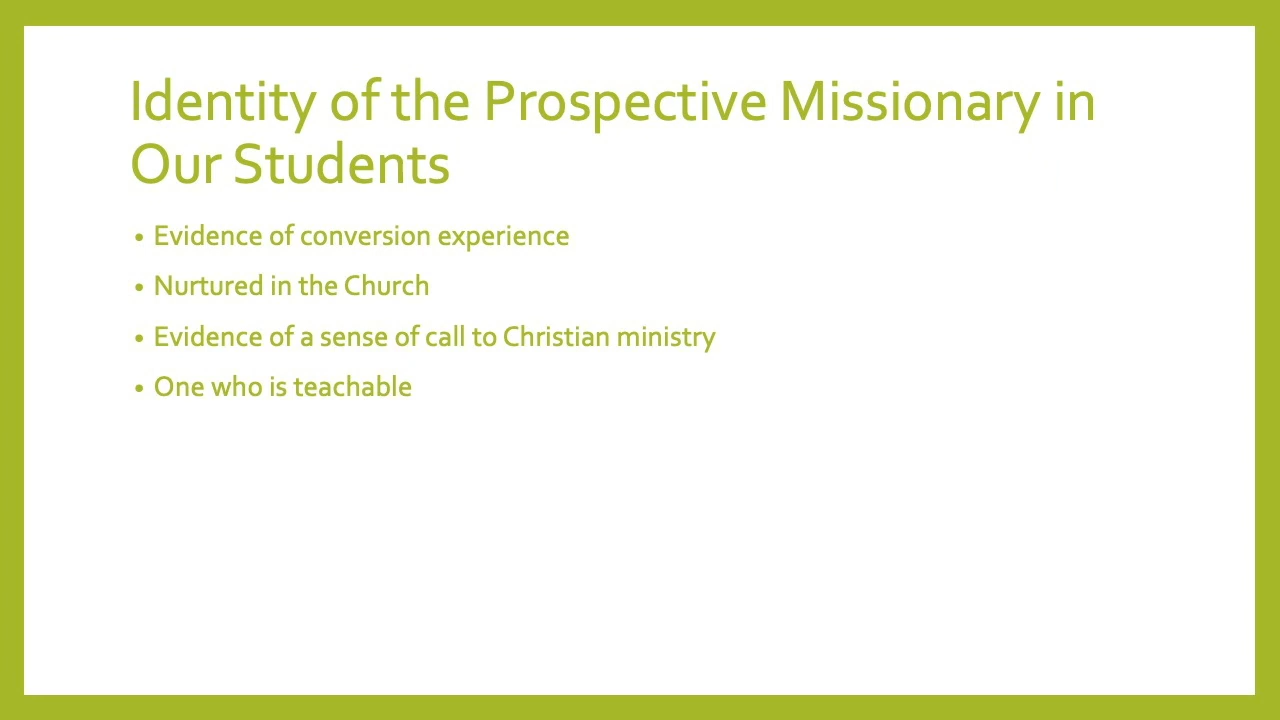 Identity of the Prospective Missionary in
Our Students
• Evidence of conversion experience
• Nurtured in the Church
• Evidence of a sense of call to Christian ministry
• One who is teachable